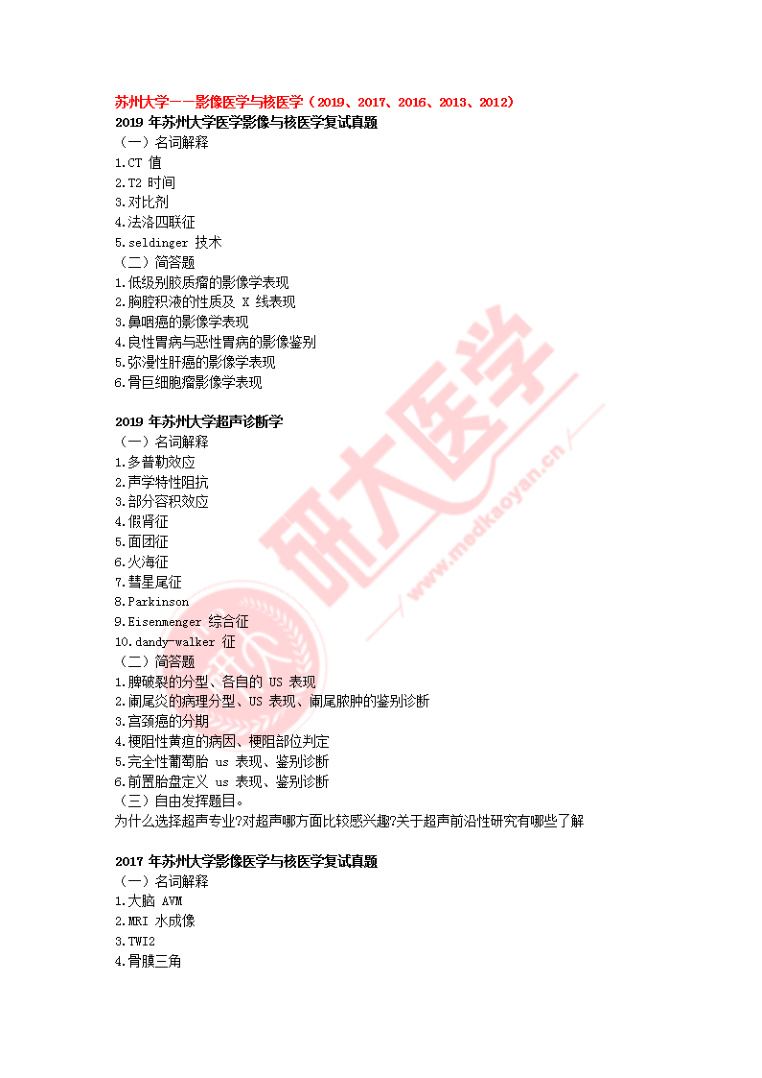 苏州大学——影像医学与核医学（2019、2017、2016、2013、2012）
2019 年苏州大学医学影像与核医学复试真题
（一）名词解释
1.CT 值
2.T2 时间
3.对比剂
4.法洛四联征
5.seldinger 技术
（二）简答题
1.低级别胶质瘤的影像学表现
2.胸腔积液的性质及 X 线表现
3.鼻咽癌的影像学表现
4.良性胃病与恶性胃病的影像鉴别
5.弥漫性肝癌的影像学表现
6.骨巨细胞瘤影像学表现
2019 年苏州大学超声诊断学
（一）名词解释
1.多普勒效应
2.声学特性阻抗
3.部分容积效应
4.假肾征
5.面团征
6.火海征
7.彗星尾征
8.Parkinson
9.Eisenmenger 综合征
10.dandy-walker 征
（二）简答题
1.脾破裂的分型、各自的 US 表现
2.阑尾炎的病理分型、US 表现、阑尾脓肿的鉴别诊断
3.宫颈癌的分期
4.梗阻性黄疸的病因、梗阻部位判定
5.完全性葡萄胎 us 表现、鉴别诊断
6.前置胎盘定义 us 表现、鉴别诊断
（三）自由发挥题目。
为什么选择超声专业?对超声哪方面比较感兴趣?关于超声前沿性研究有哪些了解
2017 年苏州大学影像医学与核医学复试真题
（一）名词解释
1.大脑 AVM
2.MRI 水成像
3.TWI2
4.骨膜三角
研大医学
www.medkaoyan.cn
研大